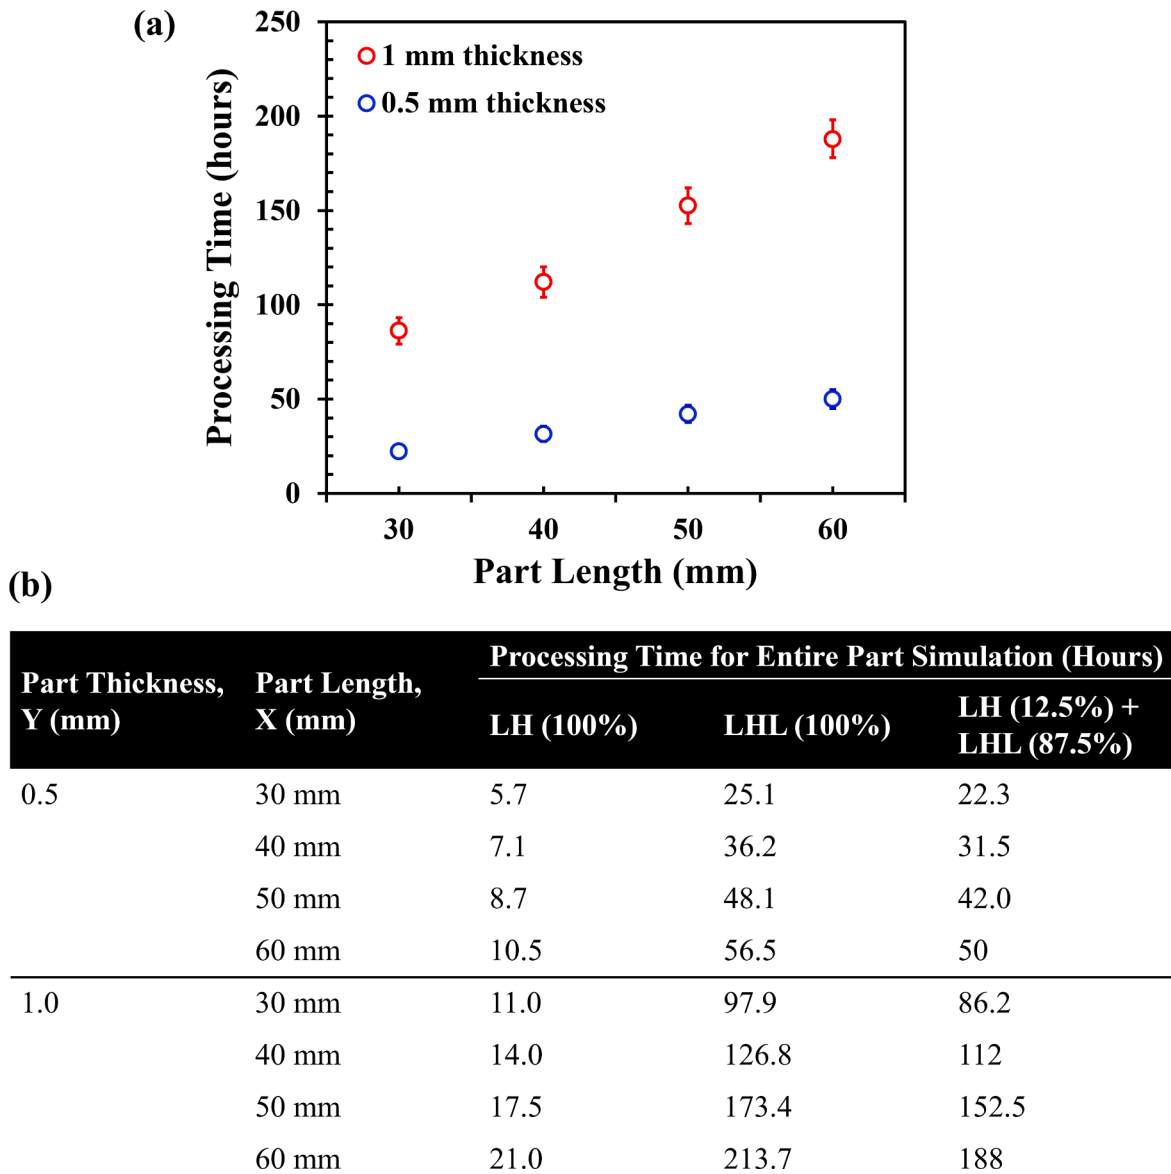 (a)
250
200
150
100
50
0
Processing Time (hours)
1 mm thickness
0.5 mm thickness
30 40 50 60
Part Length (mm)
(b)
Processing Time for Entire Part Simulation (Hours)
Part Thickness, Y (mm)
Part Length, X (mm)
LH (100%)
LHL (100%)
LH (12.5%) +
LHL (87.5%)
0.5 30 mm 5.7 25.1 22.3
40 mm 7.1 36.2 31.5
50 mm 8.7 48.1 42.0
60 mm 10.5 56.5 50
1.0 30 mm 11.0 97.9 86.2
40 mm 14.0 126.8 112
50 mm 17.5 173.4 152.5
60 mm 21.0 213.7 188